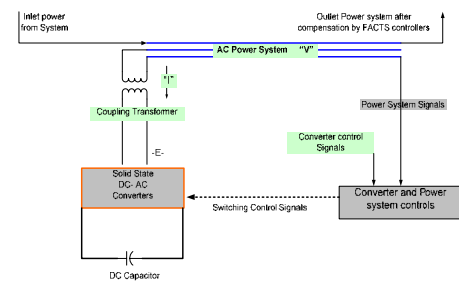 Inlet power
from System
Outlet Power system after
compensation by FACTS controllers
AC Power System "V"
"I"
Coupling Transformer
Power System Signals
Converter control
Signals
-E-
Solid State
DC- AC
Converters
Switching Control Signals
Converter and Power
system controls
DC Capacitor